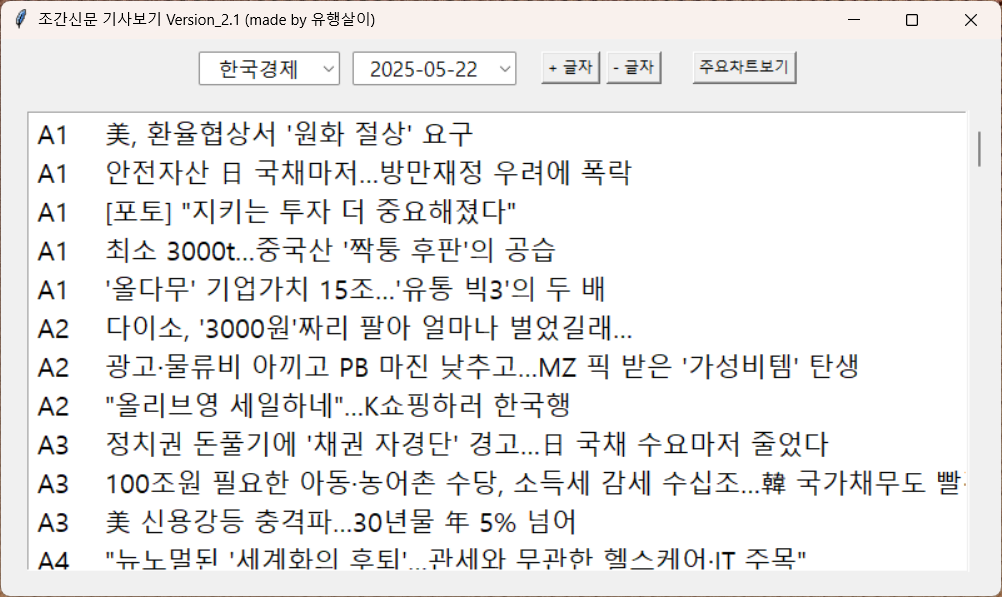 조간신문 기사보기 Version_2.1 (made by 유행살이)
한국경제 2025-05-22 + 글자 - 글자 주요차트보기
A1 美, 환율협상서 '원화 절상' 요구
A1 안전자산 日 국채마저...방만재정 우려에 폭락
A1 [포토] "지키는 투자 더 중요해졌다"
A1 최소 3000t...중국산 '짝퉁 후판'의 공습
A1 '올다무' 기업가치 15조...'유통 빅3'의 두 배
A2 다이소, '3000원'짜리 팔아 얼마나 벌었길래...
A2 광고·물류비 아끼고 PB 마진 낮추고...MZ 픽 받은 '가성비템' 탄생
A2 "올리브영 세일하네"...K쇼핑하러 한국행
A3 정치권 돈풀기에 '채권 자경단' 경고...日 국채 수요마저 줄었다
A3 100조원 필요한 아동·농어촌 수당, 소득세 감세 수십조...韓 국가채무도 빨
A3 美 신용강등 충격파...30년물 年 5% 넘어
A4 "뉴노멀된 '세계화의 후퇴'...관세와 무관한 헬스케어·IT 주목"